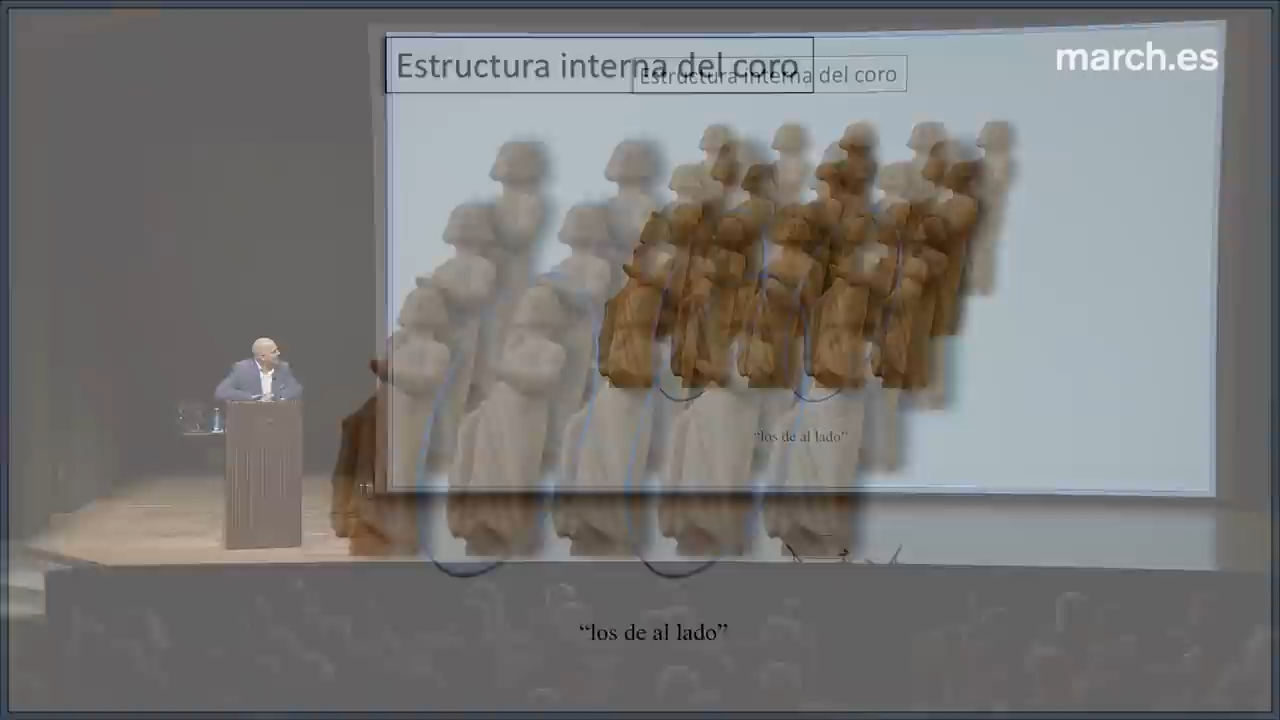 Estructura interna del coro
Estructura interna del coro
march.es
“los de al lado”
“los de al lado”